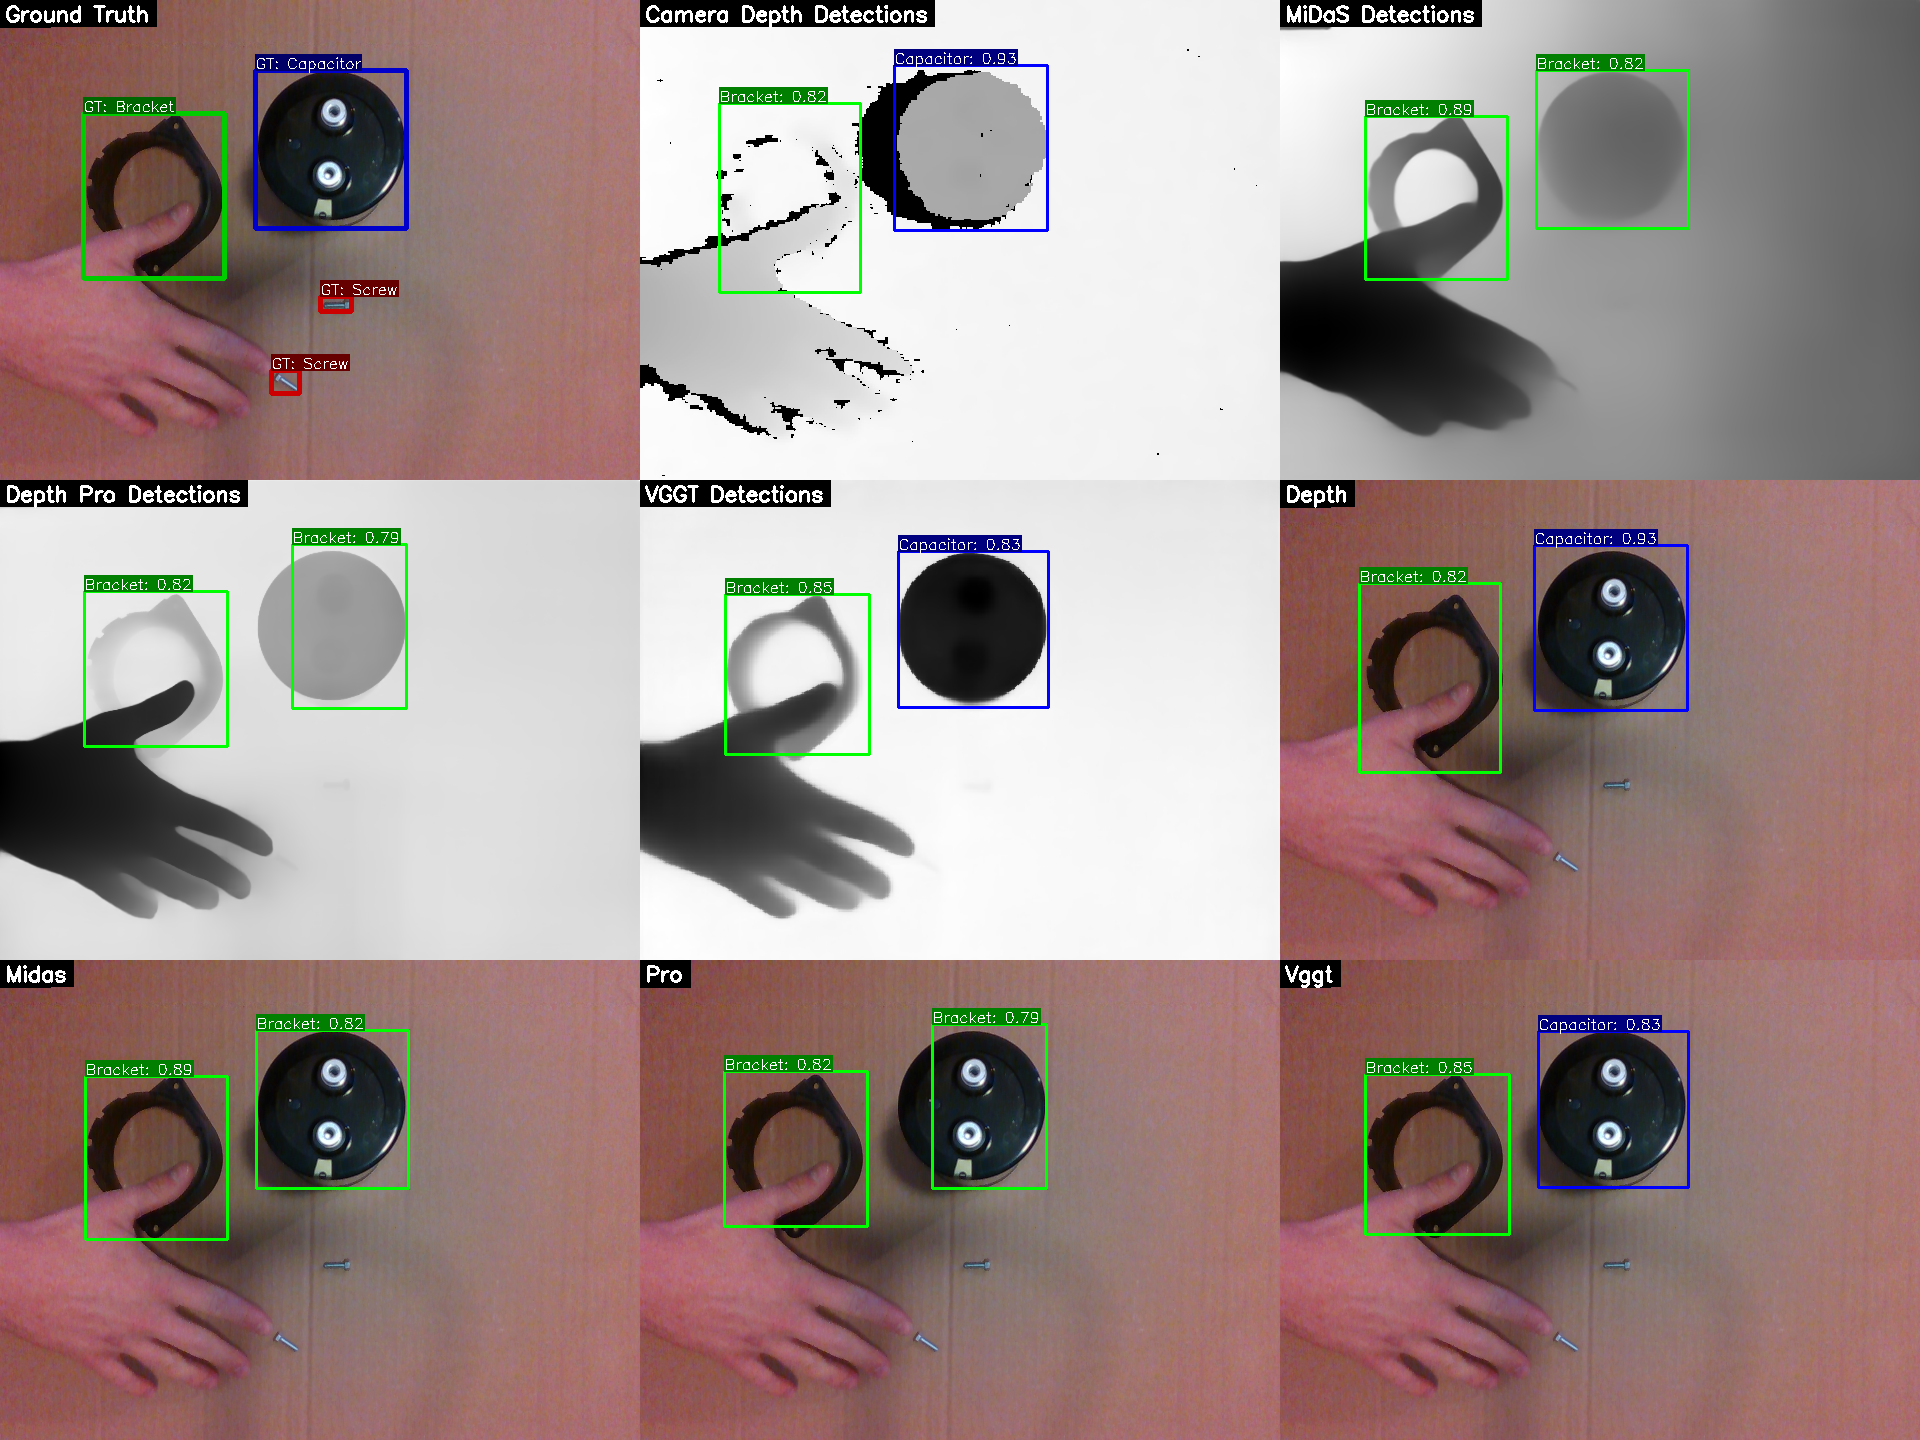 Ground Truth
GT: Capacitor
GT: Bracket
GT: Screw
GT: Screw
Camera Depth Detections
Capacitor: 0.93
Bracket: 0.82
MiDaS Detections
Bracket: 0.82
Bracket: 0.89
Depth Pro Detections
Bracket: 0.79
Bracket: 0.82
VGGT Detections
Capacitor: 0.83
Bracket: 0.85
Depth
Capacitor: 0.93
Bracket: 0.82
Midas
Bracket: 0.82
Bracket: 0.89
Pro
Bracket: 0.79
Bracket: 0.82
Vggt
Capacitor: 0.83
Bracket: 0.85